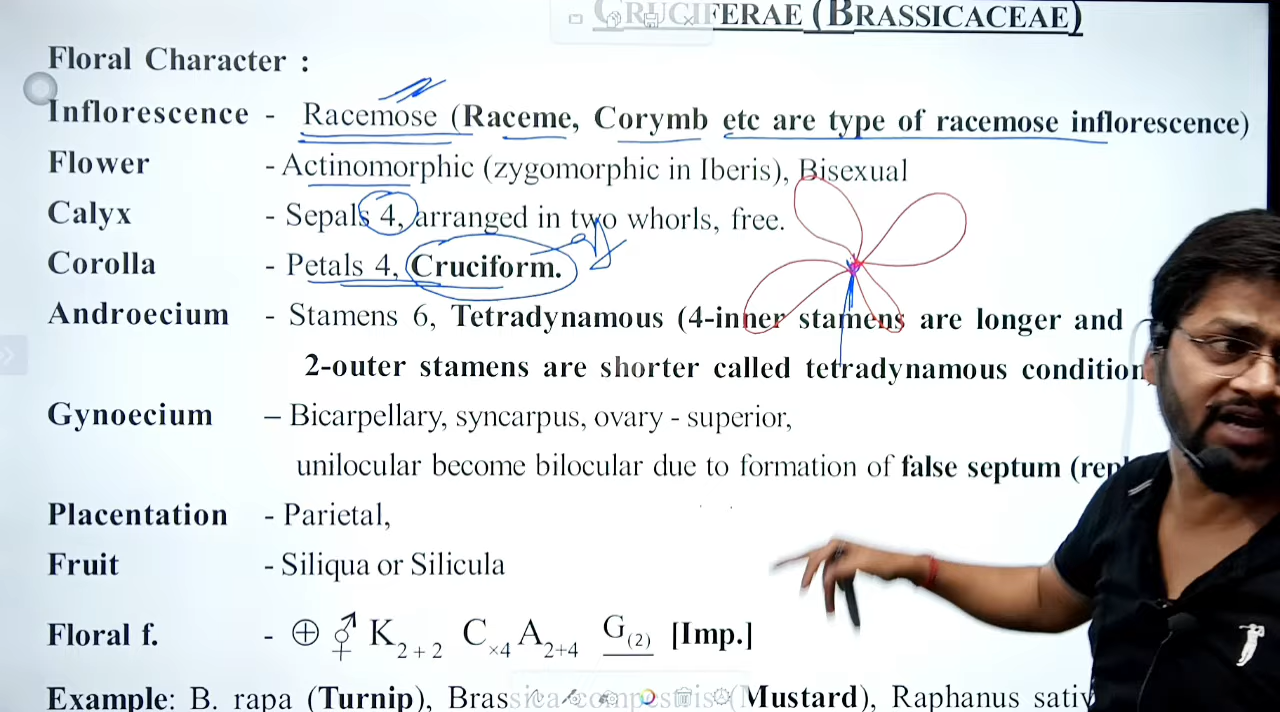 CRUCIFERAE (BRASSICACEAE)
Floral Character :
Inflorescence - Racemose (Raceme, Corymb etc are type of racemose inflorescence)
Flower - Actinomorphic (zygomorphic in Iberis), Bisexual
Calyx - Sepals 4, arranged in two whorls, free.
Corolla - Petals 4, Cruciform.
Androecium - Stamens 6, Tetradynamous (4-inner stamens are longer and
2-outer stamens are shorter called tetradynamous condition
Gynoecium – Bicarpellary, syncarpus, ovary - superior,
unilocular become bilocular due to formation of false septum (repl
Placentation - Parietal,
Fruit - Siliqua or Silicula
Floral f. - ⊕ ⚥ K2+2 C×4 A2+4 G(2) [Imp.]
Example: B. rapa (Turnip), Brassica (Mustard), Raphanus sativ